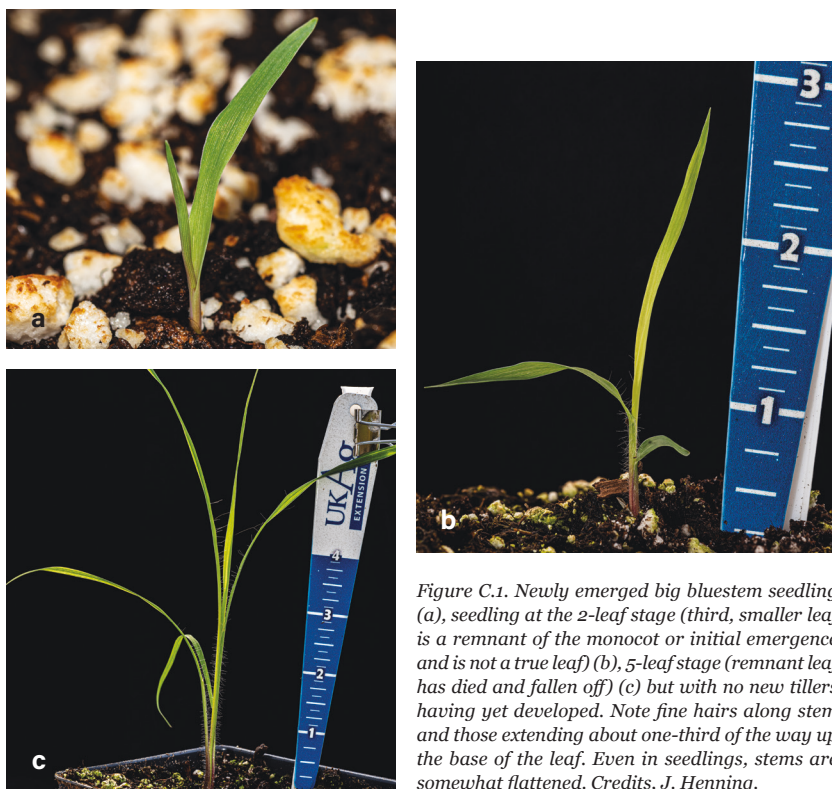 a
3
2
1
b
UKAg
EXTENSION
4
3
2
1
c
Figure C.1. Newly emerged big bluestem seedling
(a), seedling at the 2-leaf stage (third, smaller leaf
is a remnant of the monocot or initial emergence
and is not a true leaf) (b), 5-leaf stage (remnant leaf
has died and fallen off) (c) but with no new tillers
having yet developed. Note fine hairs along stem
and those extending about one-third of the way up
the base of the leaf. Even in seedlings, stems are
somewhat flattened. Credits. J. Henning.